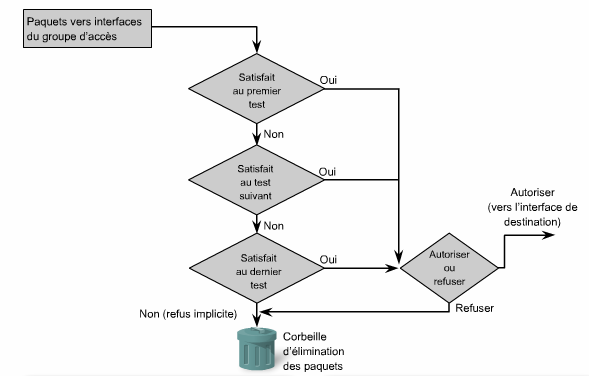 Paquets vers interfaces
du groupe d'accès
Satisfait
au premier
test
Oui
Non
Satisfait
au test
suivant
Oui
Non
Satisfait
au dernier
test
Oui
Autoriser
ou
refuser
Autoriser
(vers l'interface de
destination)
Refuser
Non (refus implicite)
Corbeille
d'élimination
des paquets